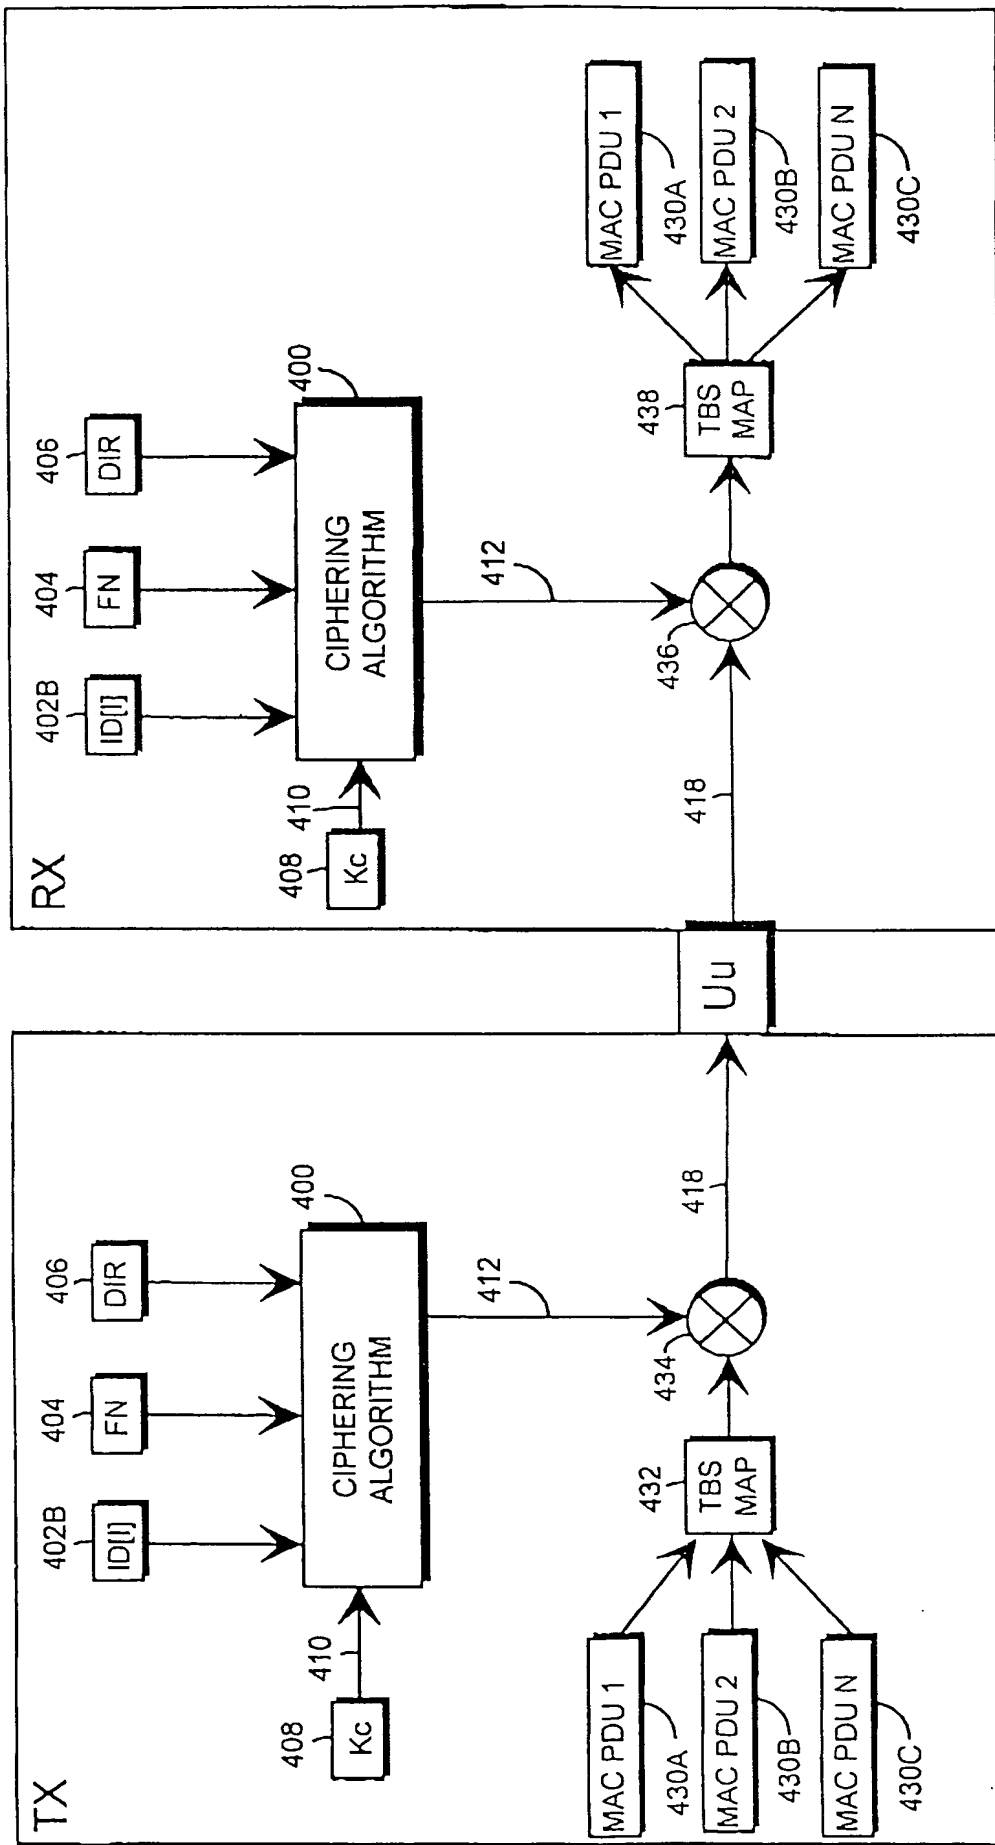 TX
402B
404
406
ID[I]
FN
DIR
400
408
410
Kc
CIPHERING
ALGORITHM
412
MAC PDU 1
430A
MAC PDU 2
430B
MAC PDU N
430C
432
TBS
MAP
434
418
Uu
RX
402B
404
406
ID[I]
FN
DIR
400
408
410
Kc
CIPHERING
ALGORITHM
412
418
436
438
TBS
MAP
MAC PDU 1
430A
MAC PDU 2
430B
MAC PDU N
430C